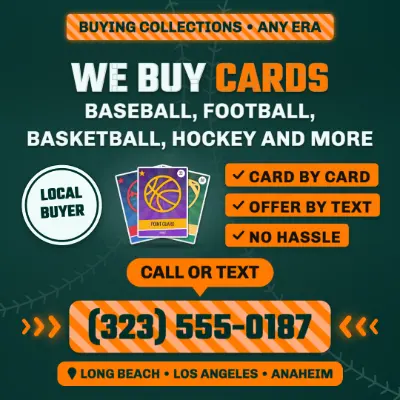 BUYING COLLECTIONS • ANY ERA
WE BUY CARDS
BASEBALL, FOOTBALL,
BASKETBALL, HOCKEY AND MORE
LOCAL
BUYER
CARD BY CARD
OFFER BY TEXT
NO HASSLE
CALL OR TEXT
(323) 555-0187
LONG BEACH • LOS ANGELES • ANAHEIM